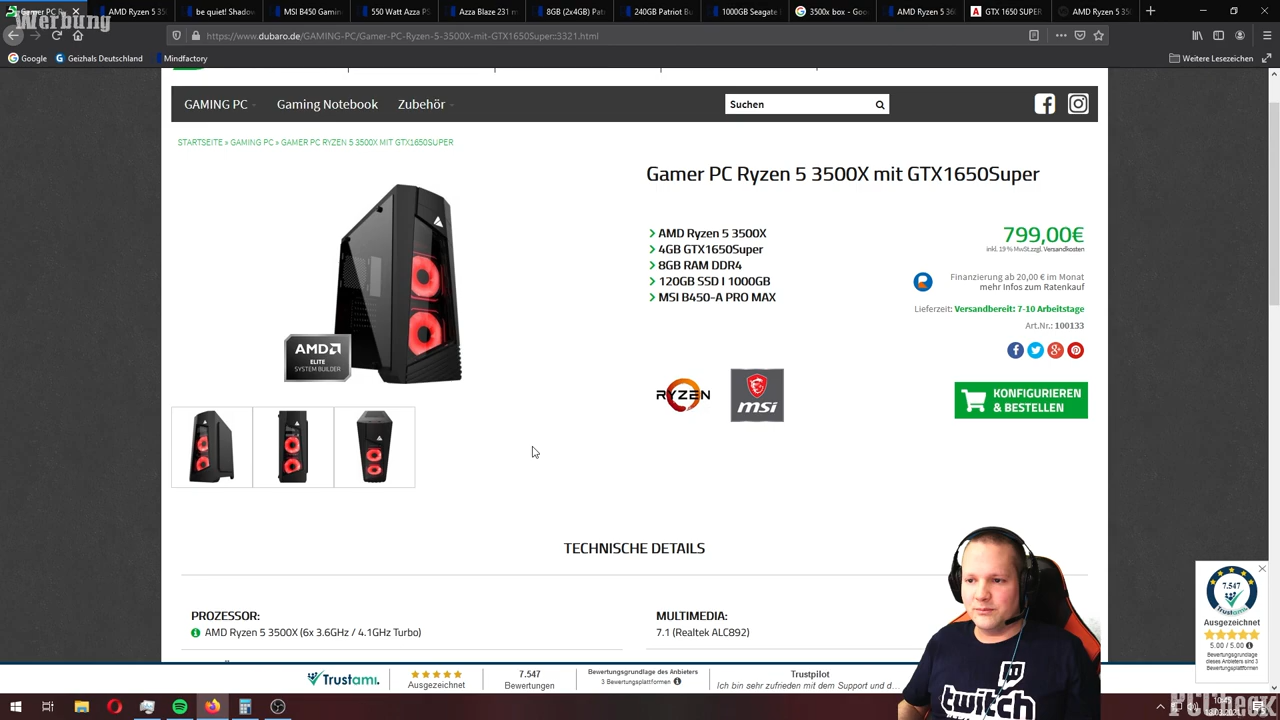 Werbung
Gamer PC Ry
AMD Ryzen 5 35
be quiet! Shadow
MSI B450 Gaming
550 Watt Azza PS
Azza Blaze 231 m
8GB (2x4GB) Patr
240GB Patriot Bu
1000GB Seagate
3500x box - Goo
AMD Ryzen 5 36
GTX 1650 SUPER
AMD Ryzen 5 35
https://www.dubaro.de/GAMING-PC/Gamer-PC-Ryzen-5-3500X-mit-GTX1650Super::3321.html
Google
Geizhals Deutschland
Mindfactory
Weitere Lesezeichen
GAMING PC
Gaming Notebook
Zubehör
Suchen
STARTSEITE » GAMING PC » GAMER PC RYZEN 5 3500X MIT GTX1650SUPER
Gamer PC Ryzen 5 3500X mit GTX1650Super
AMD Ryzen 5 3500X
4GB GTX1650Super
8GB RAM DDR4
120GB SSD I 1000GB
MSI B450-A PRO MAX
799,00€
inkl. 19 % MwSt.zzgl. Versandkosten
Finanzierung ab 20,00 € im Monat
mehr Infos zum Ratenkauf
Lieferzeit: Versandbereit: 7-10 Arbeitstage
Art.Nr.: 100133
AMD
ELITE
SYSTEM BUILDER
RYZEN
msi
KONFIGURIEREN
& BESTELLEN
TECHNISCHE DETAILS
PROZESSOR:
AMD Ryzen 5 3500X (6x 3.6GHz / 4.1GHz Turbo)
MULTIMEDIA:
7.1 (Realtek ALC892)
7.547
Trustami
Ausgezeichnet
5.00 / 5.00
Bewertungsgrundlage
dieses Anbieters sind 3
Bewertungsplattformen
Trustami.
Ausgezeichnet
7.547
Bewertungen
Bewertungsgrundlage des Anbieters
3 Bewertungsplattformen
Trustpilot
Ich bin sehr zufrieden mit dem Support und d...
twitch
PCCheck